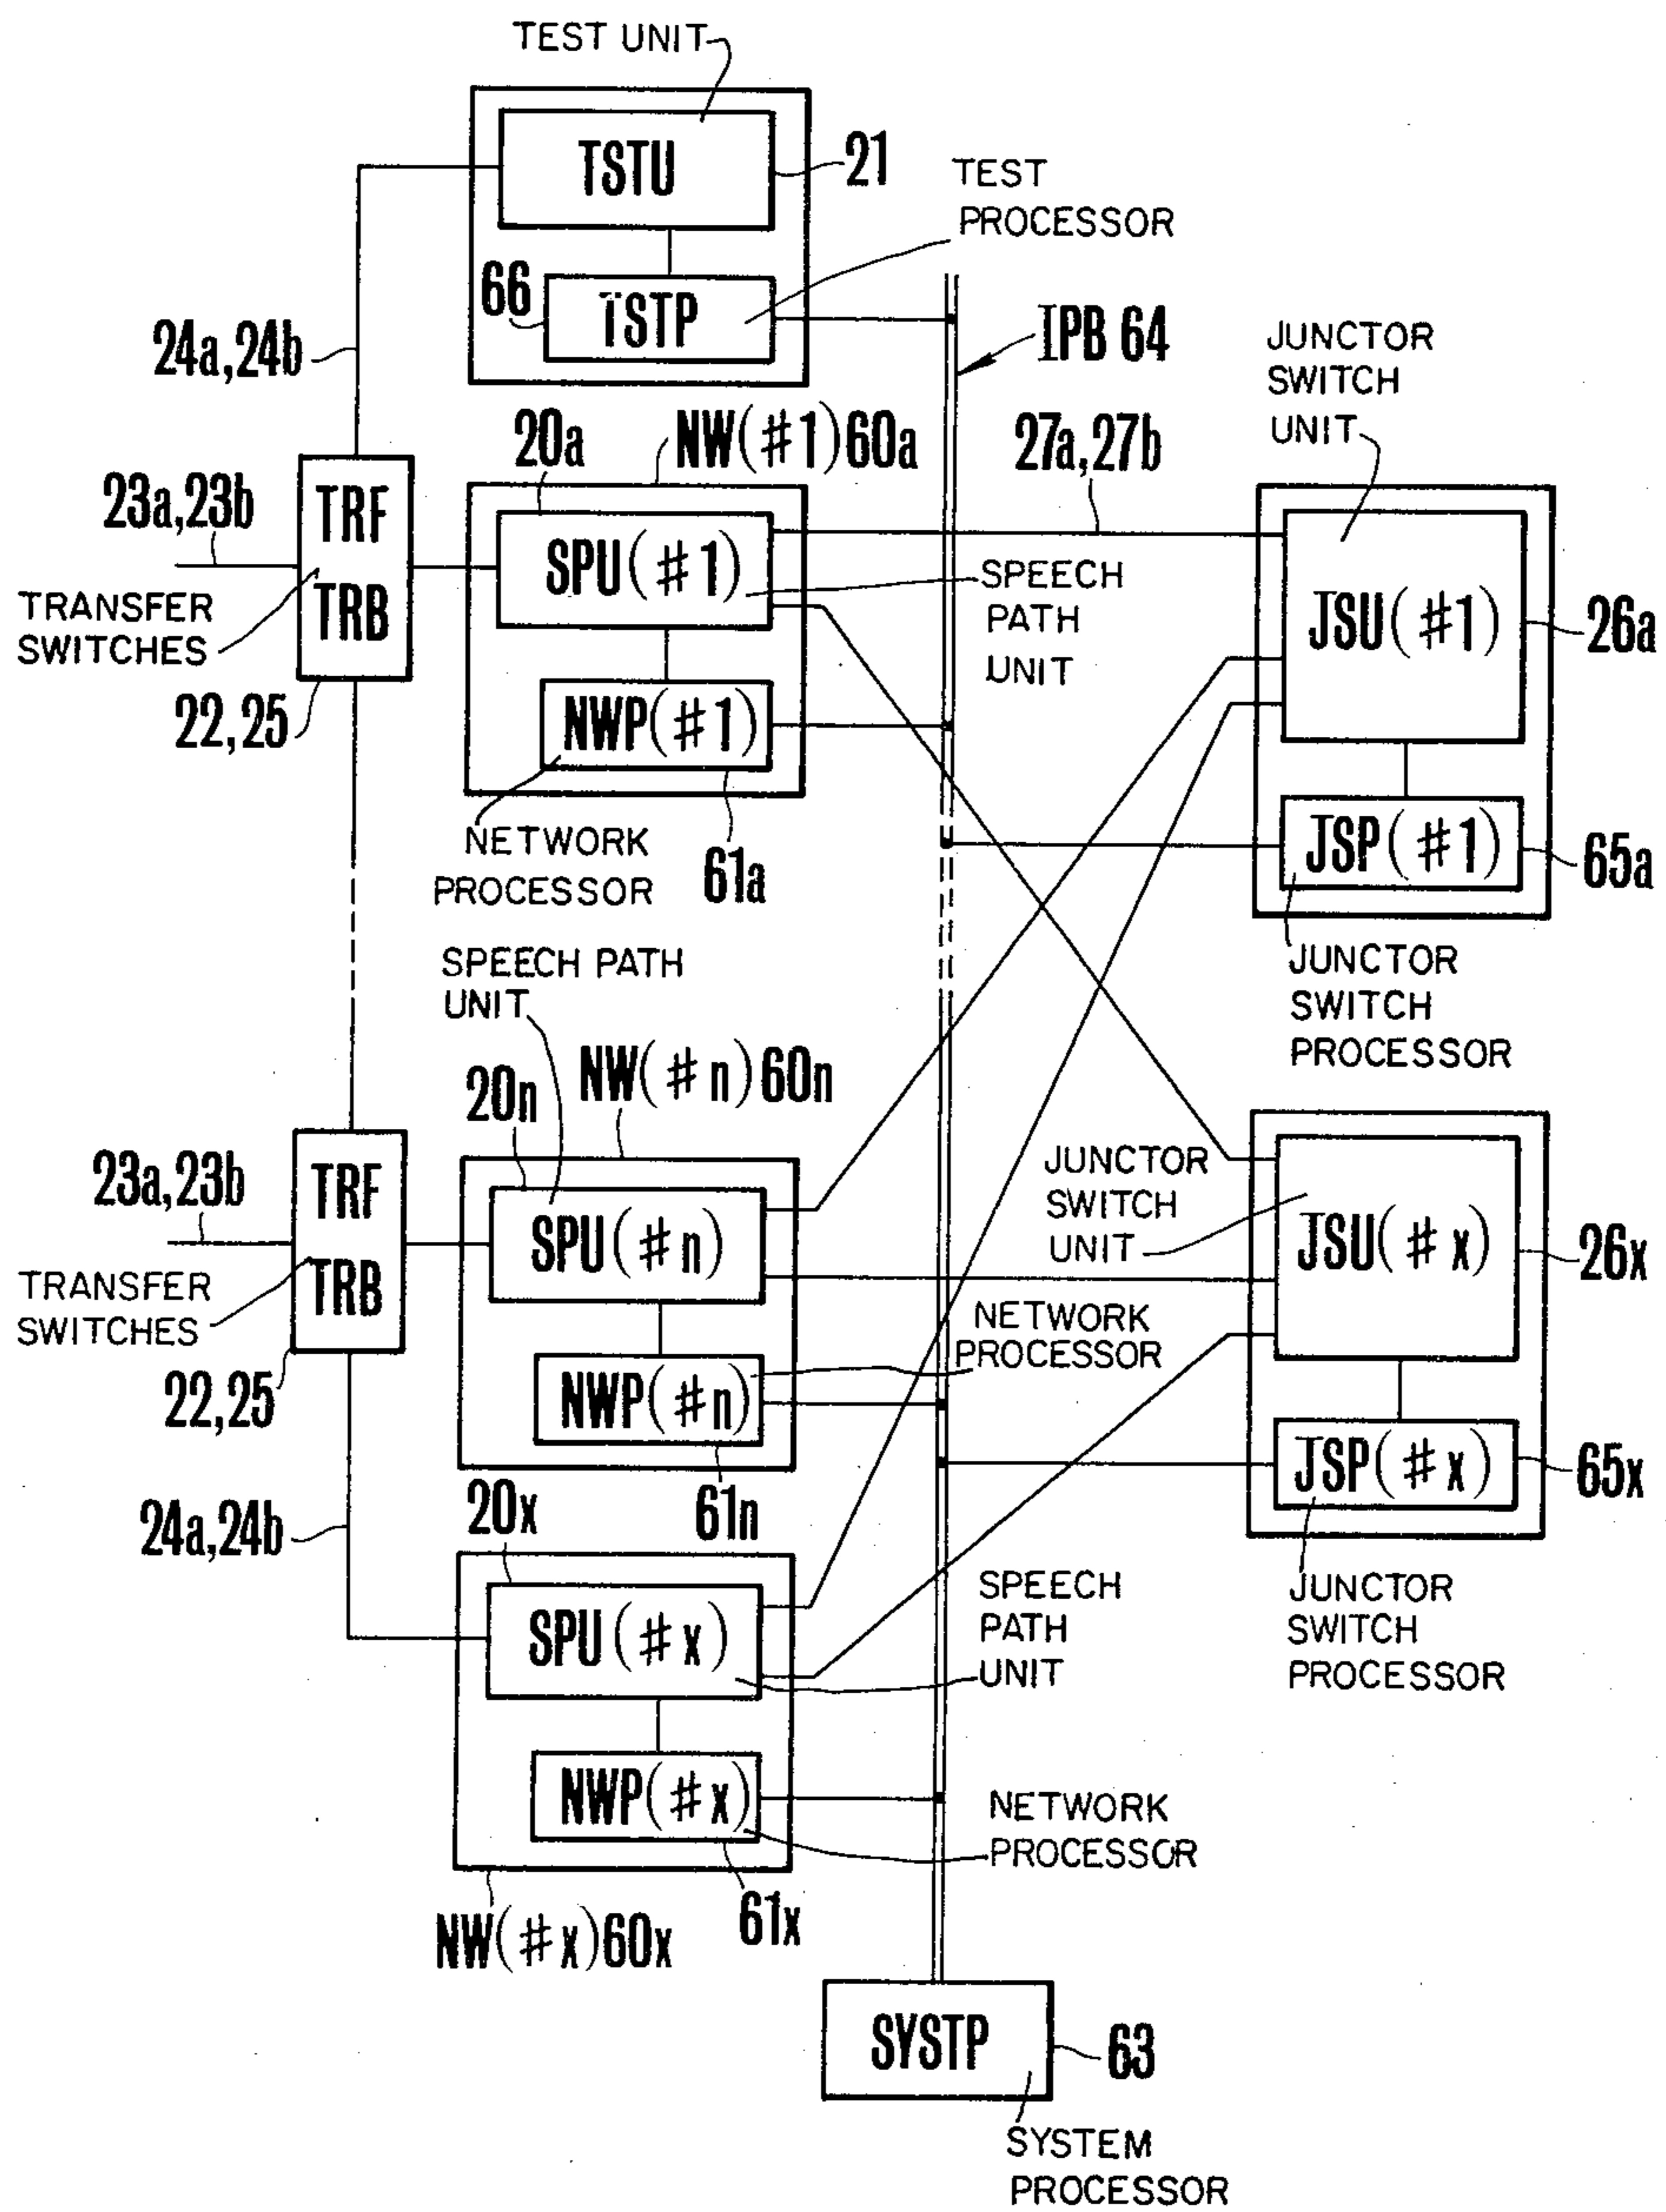 TEST UNIT
TSTU
21
TEST
PROCESSOR
66
TSTP
24a,24b
IPB 64
JUNCTOR
SWITCH
UNIT
20a
NW(#1)60a
27a,27b
23a,23b
TRF
TRB
SPU(#1)
SPEECH
PATH
UNIT
TRANSFER
SWITCHES
JSU(#1)
26a
22,25
NWP(#1)
NETWORK
PROCESSOR
61a
JSP(#1)
65a
JUNCTOR
SWITCH
PROCESSOR
SPEECH PATH
UNIT
20n
NW(#n)60n
23a,23b
TRF
TRB
SPU(#n)
JUNCTOR
SWITCH
UNIT
JSU(#x)
26x
TRANSFER
SWITCHES
NETWORK
PROCESSOR
22,25
NWP(#n)
61n
JSP(#x)
65x
JUNCTOR
SWITCH
PROCESSOR
24a,24b
20x
SPU(#x)
SPEECH
PATH
UNIT
NWP(#x)
NETWORK
PROCESSOR
61x
NW(#x)60x
SYSTP
63
SYSTEM
PROCESSOR